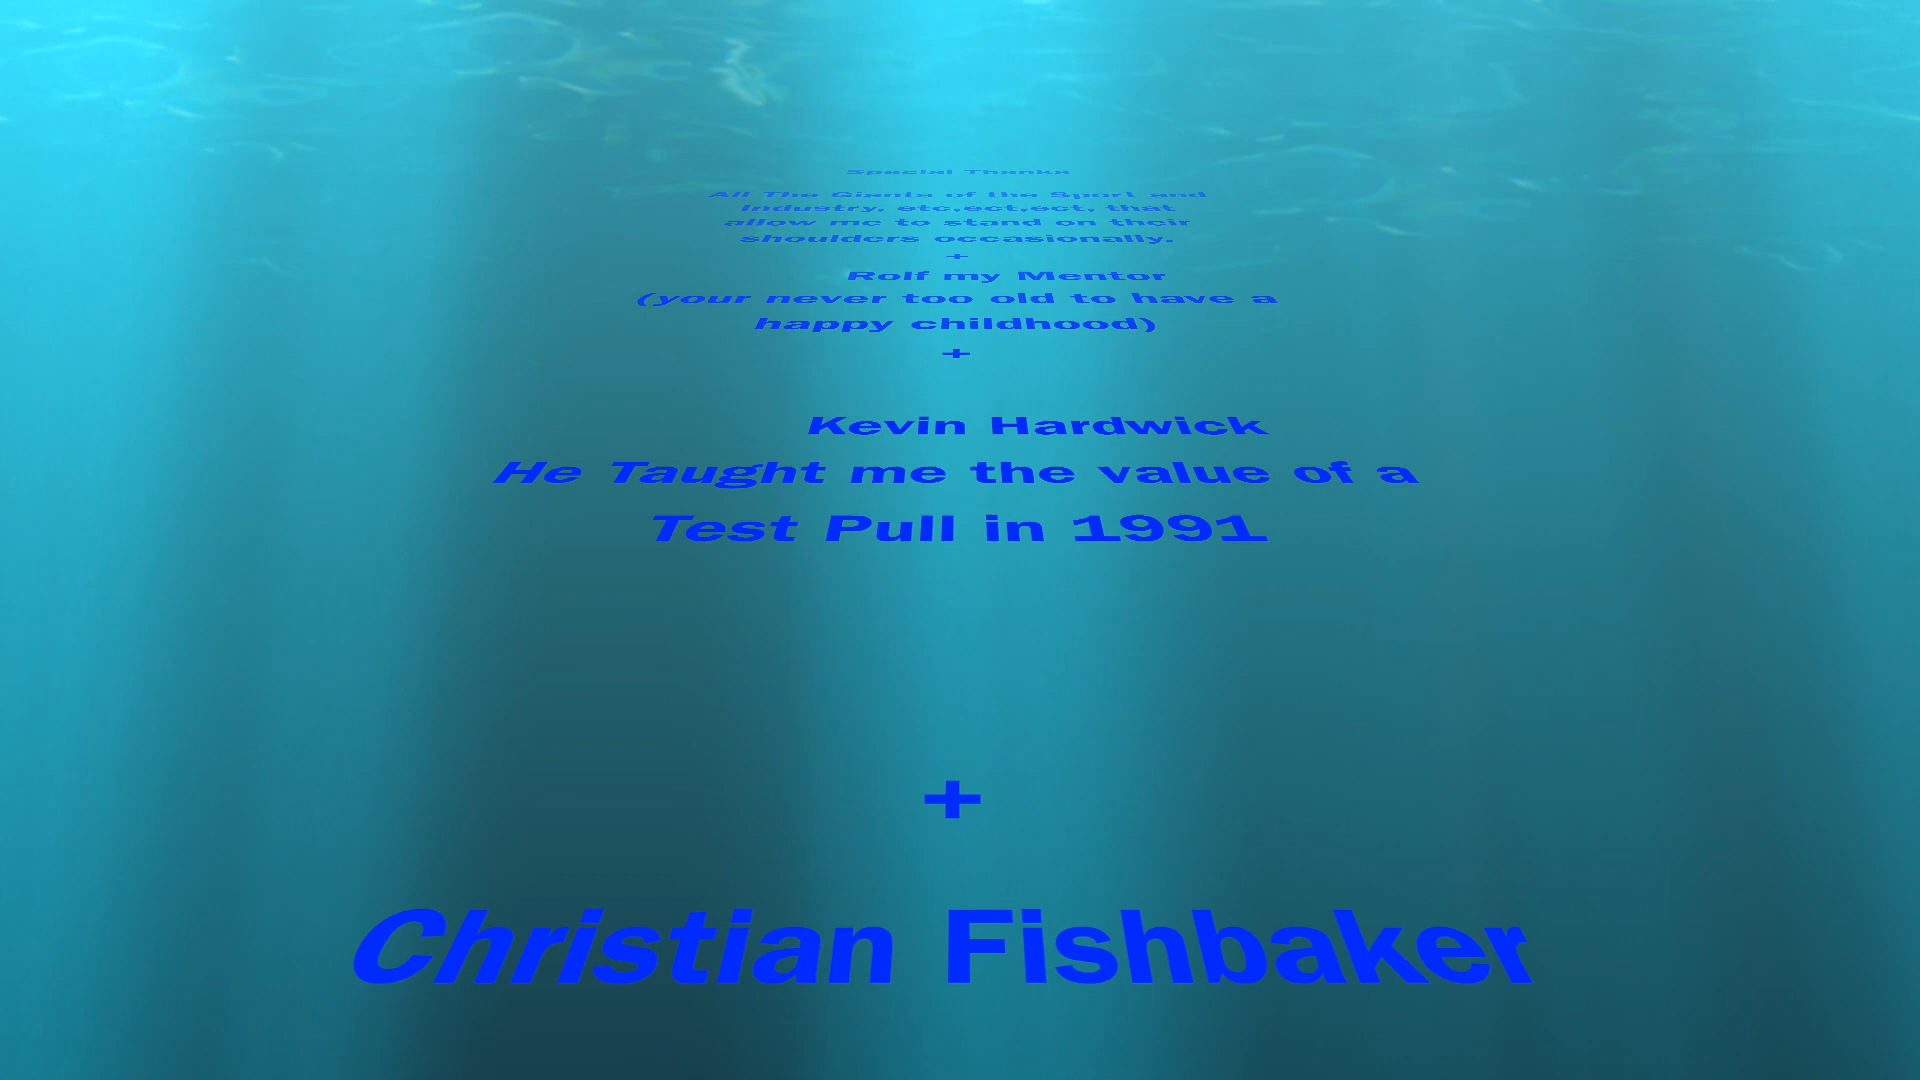 Special Thanks
All The Giants of the Sport and
Industry, etc,ect,ect, that
allow me to stand on their
shoulders occasionally.
+
Rolf my Mentor
(your never too old to have a
happy childhood)
+
Kevin Hardwick
He Taught me the value of a
Test Pull in 1991
+
Christian Fishbaker